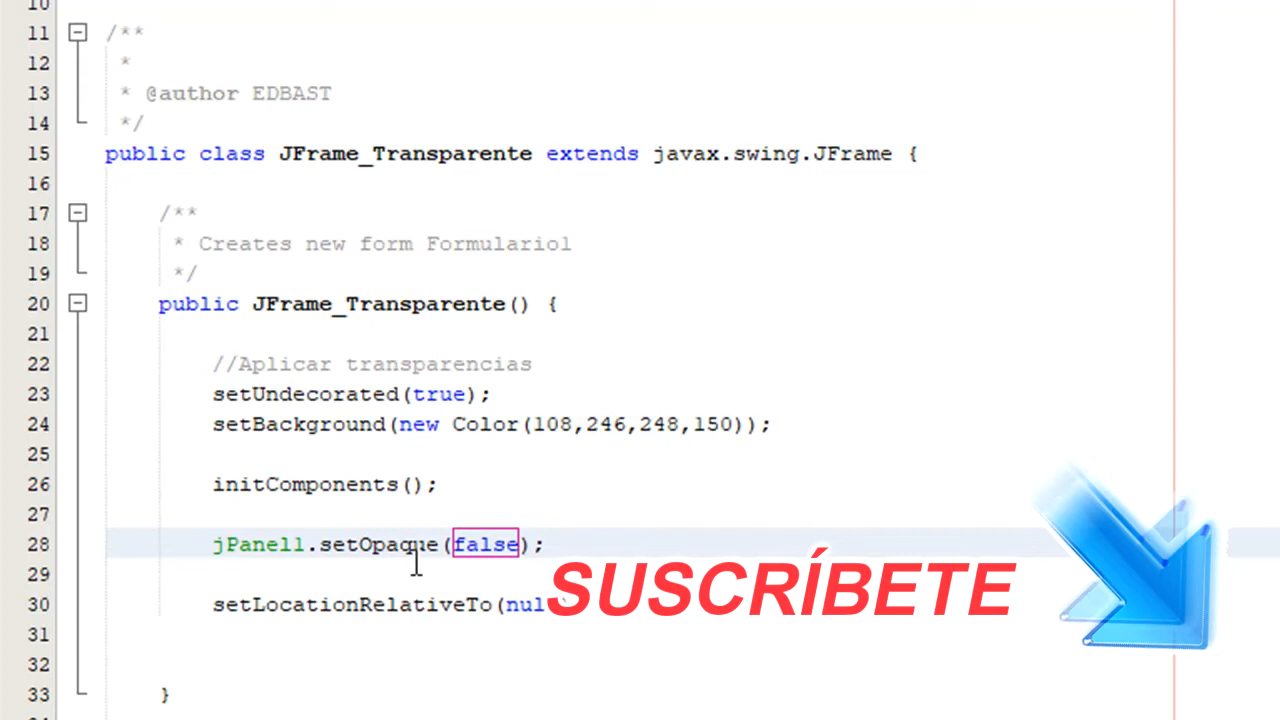 10
11 /**
12 *
13 * @author EDBAST
14 */
15 public class JFrame_Transparente extends javax.swing.JFrame {
16
17 /**
18 * Creates new form Formulario1
19 */
20 public JFrame_Transparente() {
21
22 //Aplicar transparencias
23 setUndecorated(true);
24 setBackground(new Color(108,246,248,150));
25
26 initComponents();
27
28 jPanel1.setOpaque(false);
29
30 setLocationRelativeTo(nul
SUSCRÍBETE
31
32
33 }